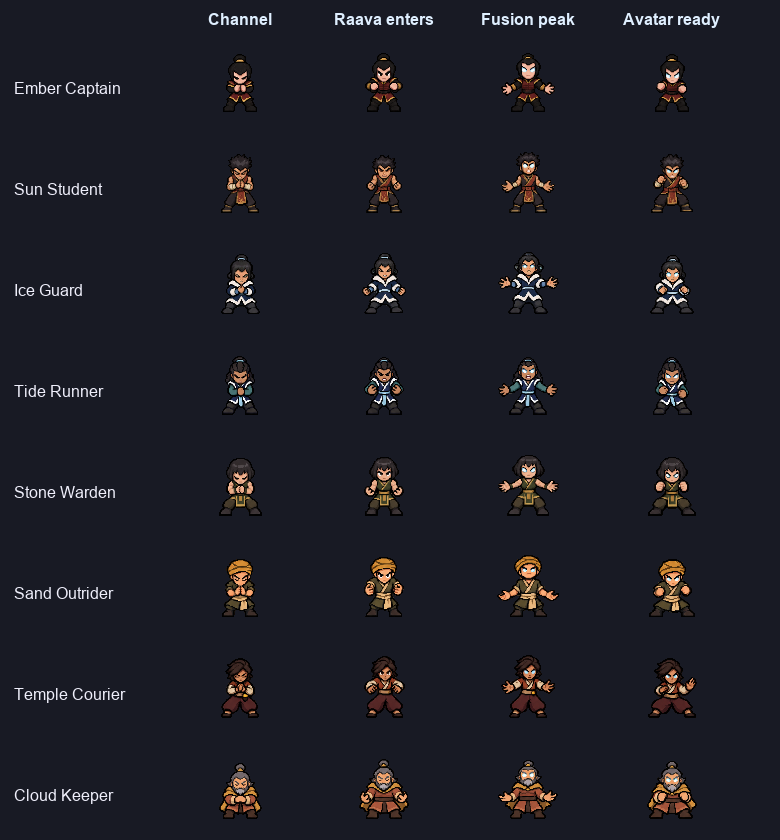 Channel Raava enters Fusion peak Avatar ready
Ember Captain
Sun Student
Ice Guard
Tide Runner
Stone Warden
Sand Outrider
Temple Courier
Cloud Keeper